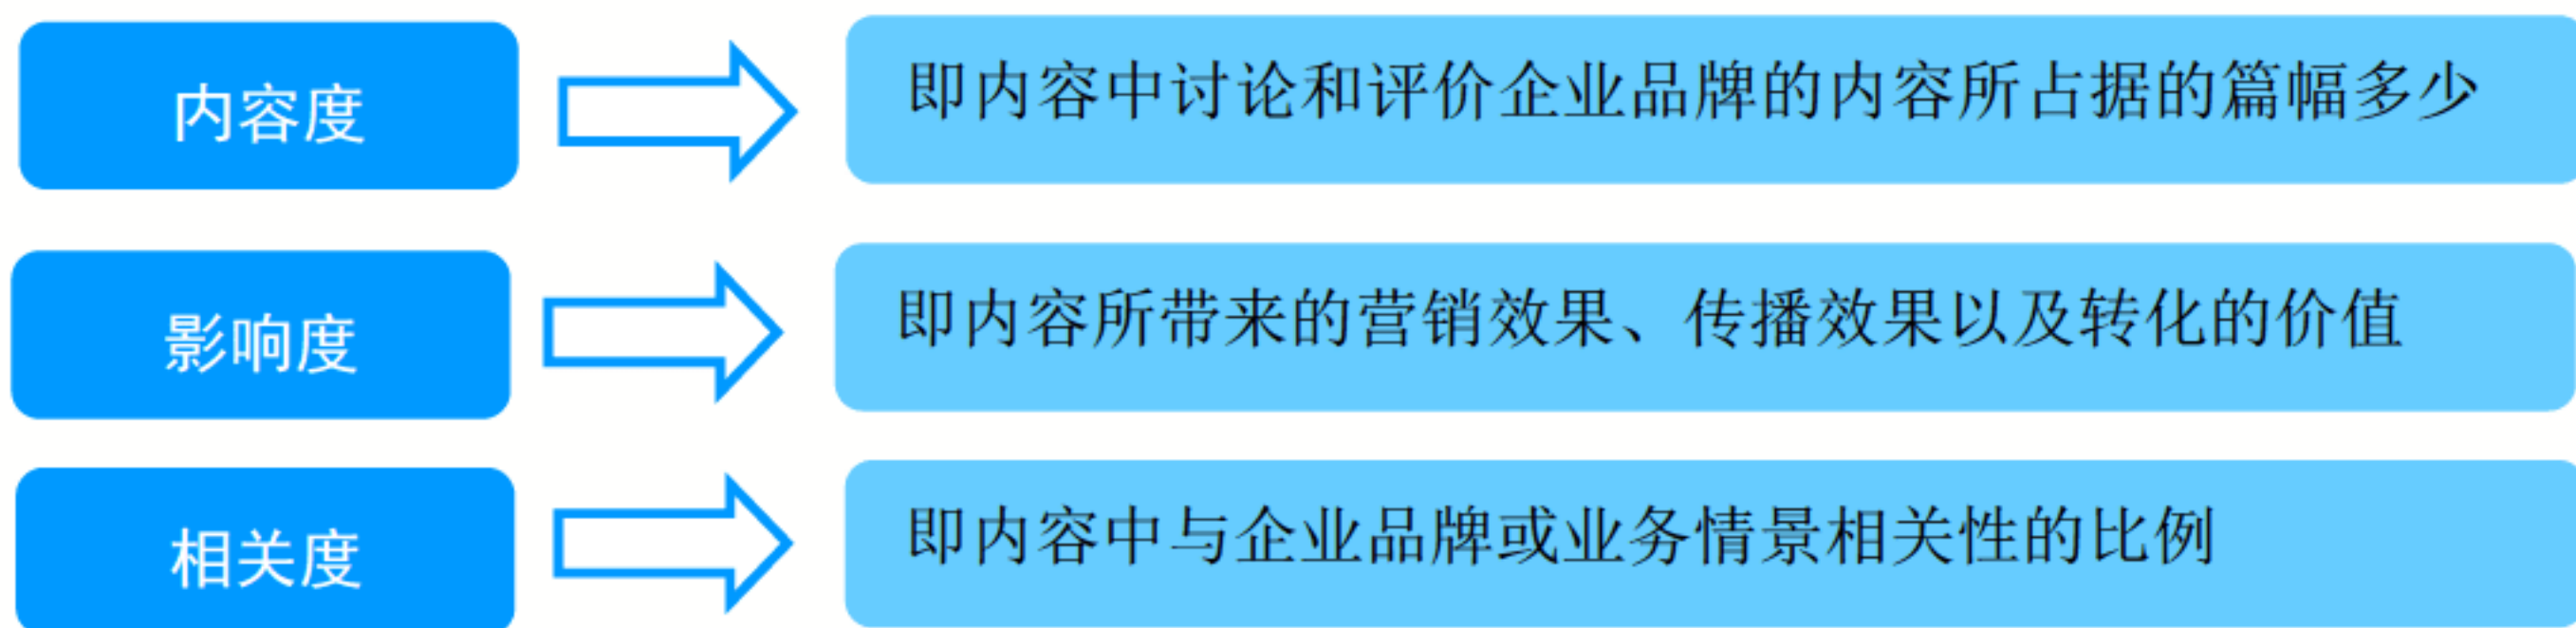 内容度
即内容中讨论和评价企业品牌的内容所占据的篇幅多少
影响度
即内容所带来的营销效果、传播效果以及转化的价值
相关度
即内容中与企业品牌或业务情景相关性的比例